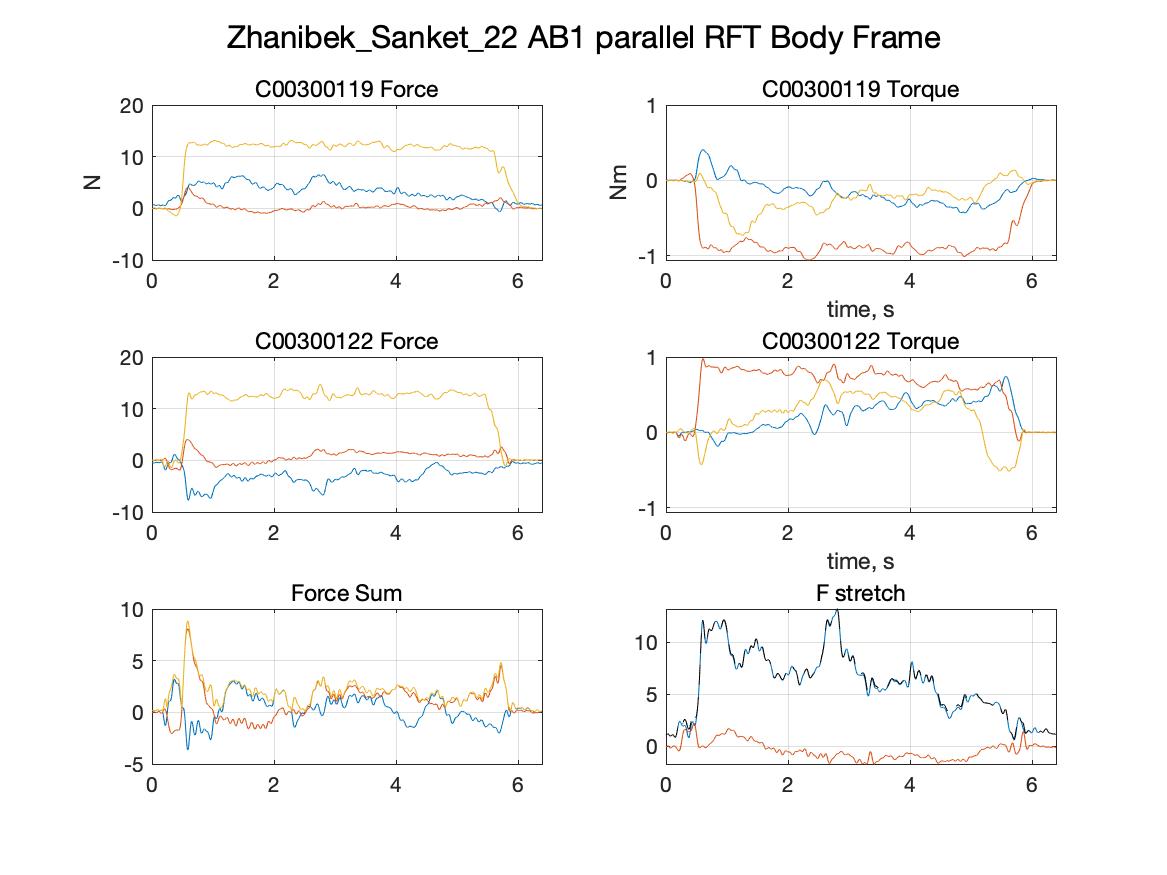 Zhanibek_Sanket_22 AB1 parallel RFT Body Frame
C00300119 Force
20
10
0
-10
N
0 2 4 6
C00300119 Torque
1
0
-1
Nm
0 2 4 6
time, s
C00300122 Force
20
10
0
-10
0 2 4 6
C00300122 Torque
1
0
-1
0 2 4 6
time, s
Force Sum
10
5
0
-5
0 2 4 6
F stretch
10
5
0
0 2 4 6